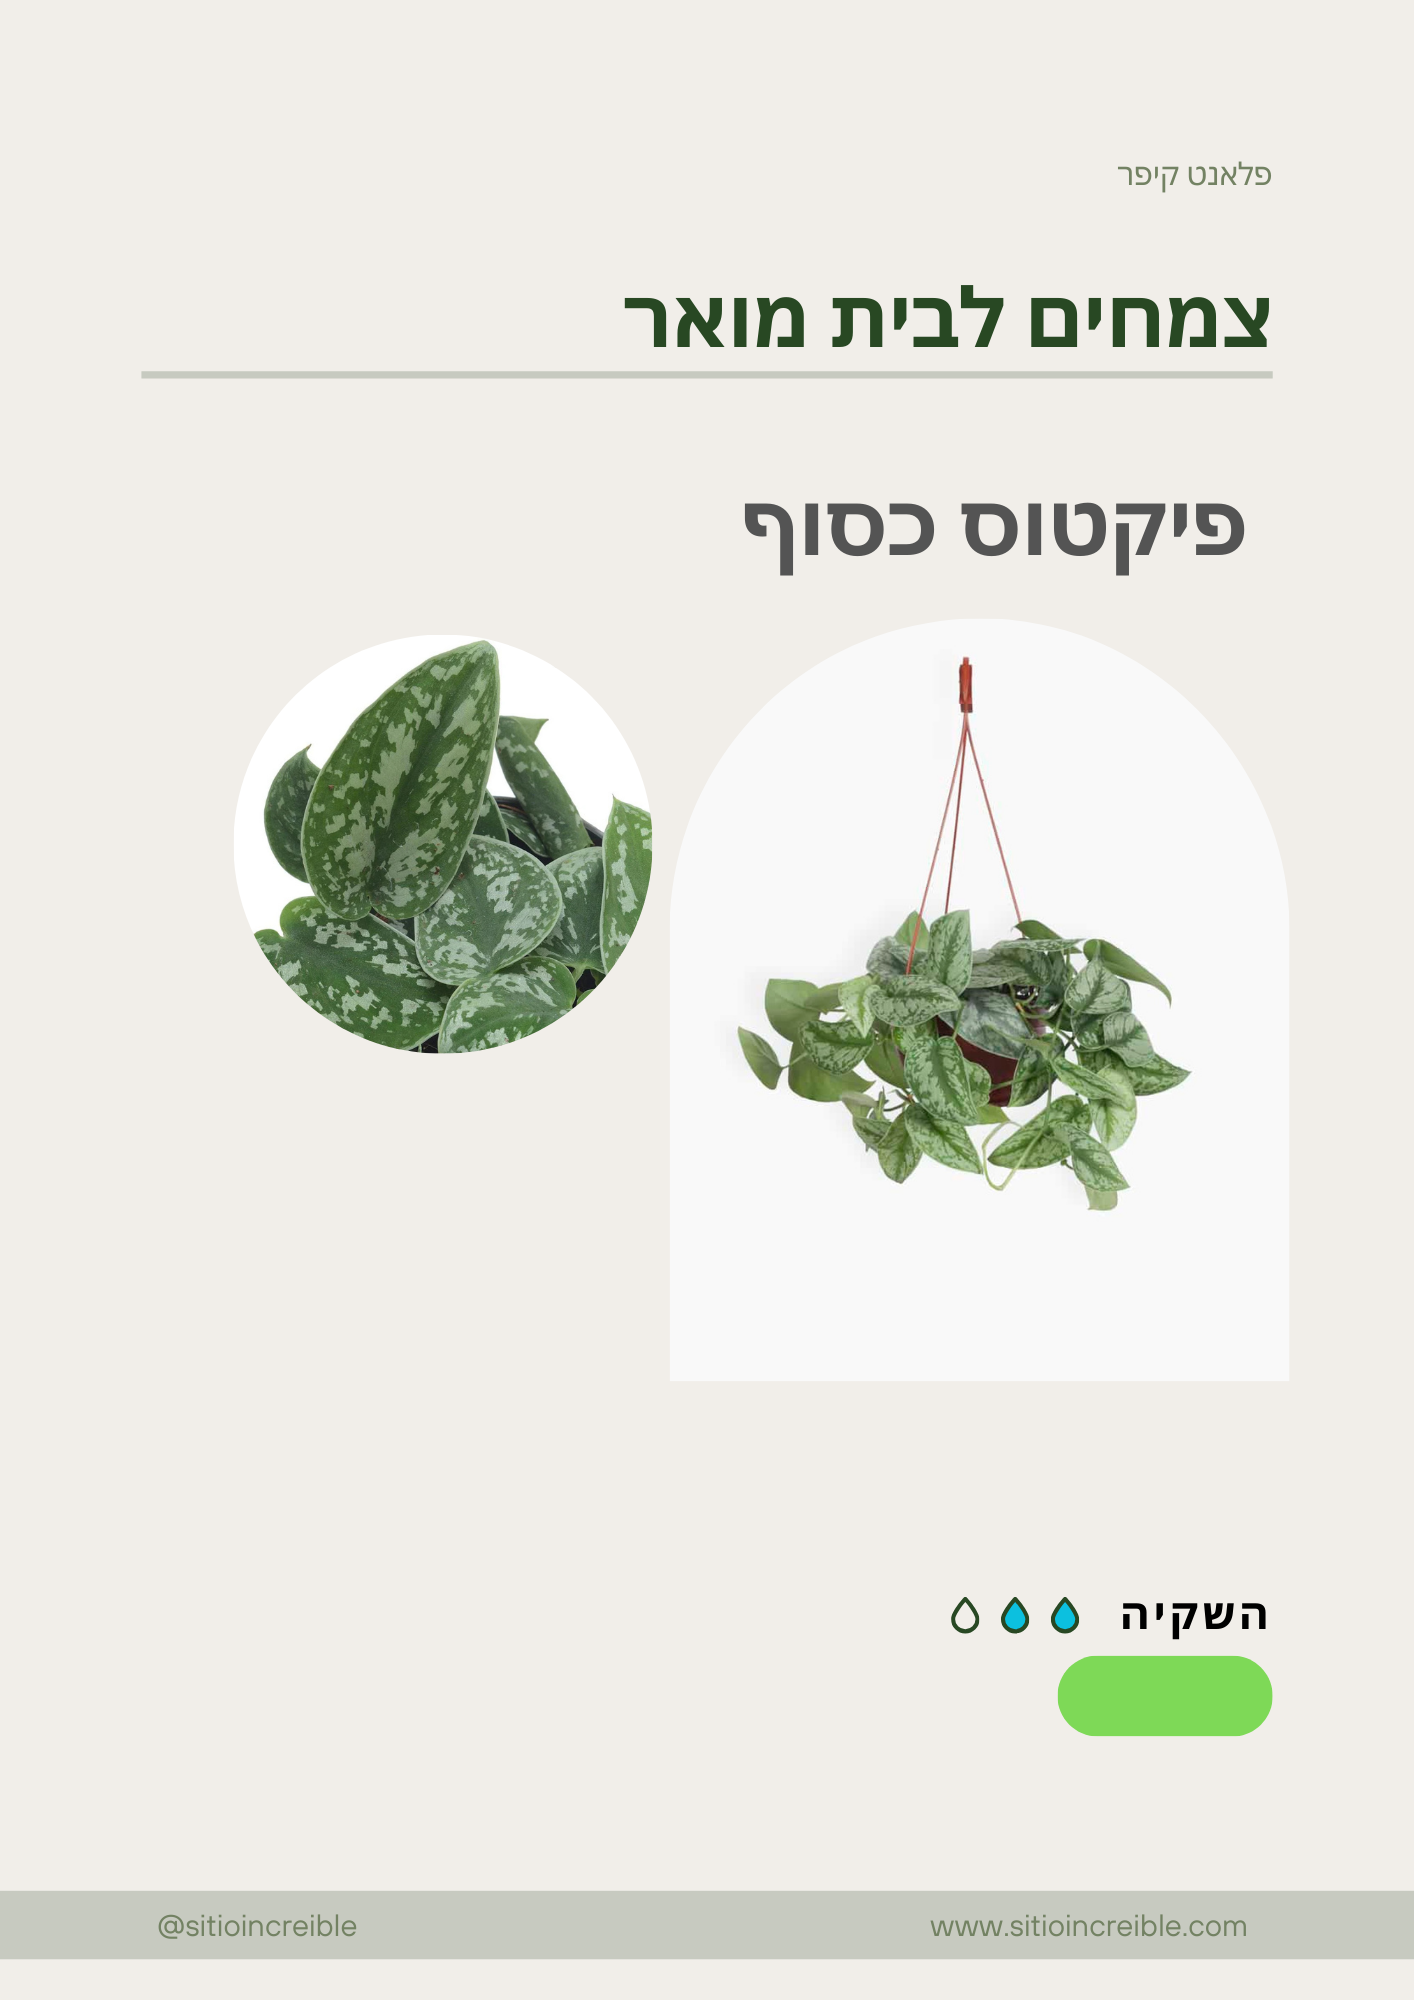 פלאנט קיפר
צמחים לבית מואר
פיקטוס כסוף
השקיה
@sitioincreible
www.sitioincreible.com